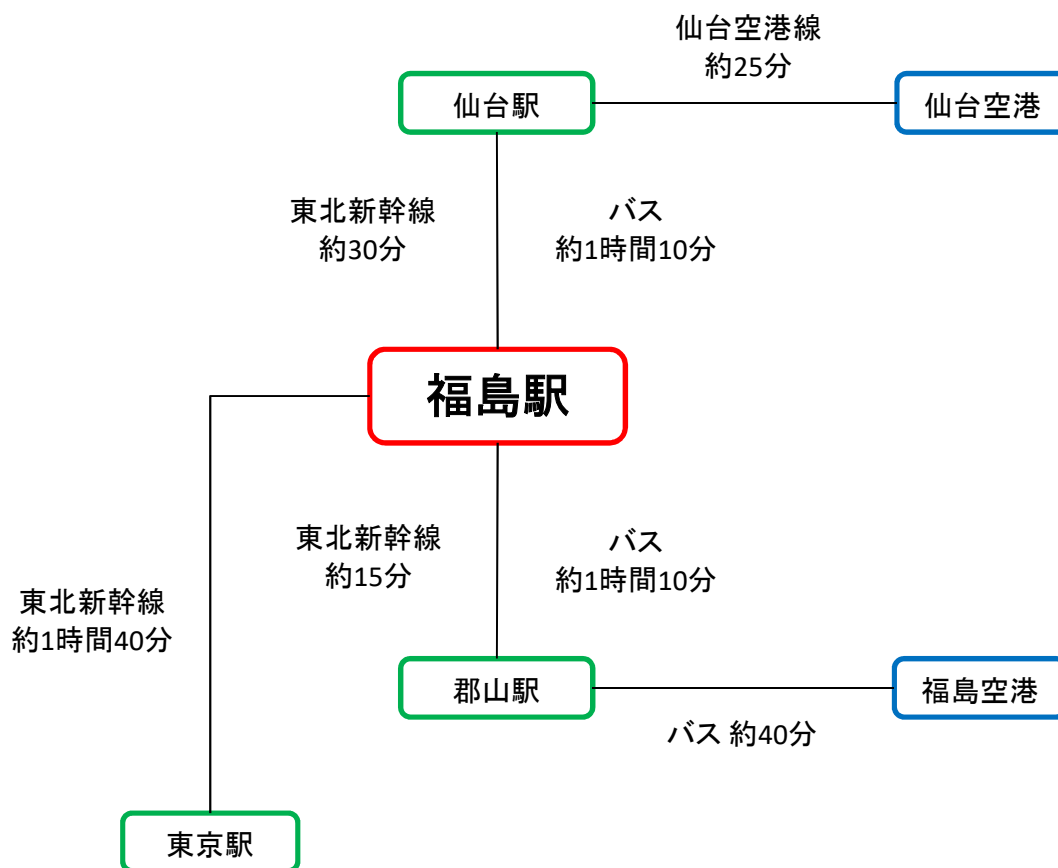 仙台空港線
約25分
仙台駅
仙台空港
東北新幹線
約30分
バス
約1時間10分
福島駅
東北新幹線
約15分
バス
約1時間10分
東北新幹線
約1時間40分
郡山駅
福島空港
バス 約40分
東京駅